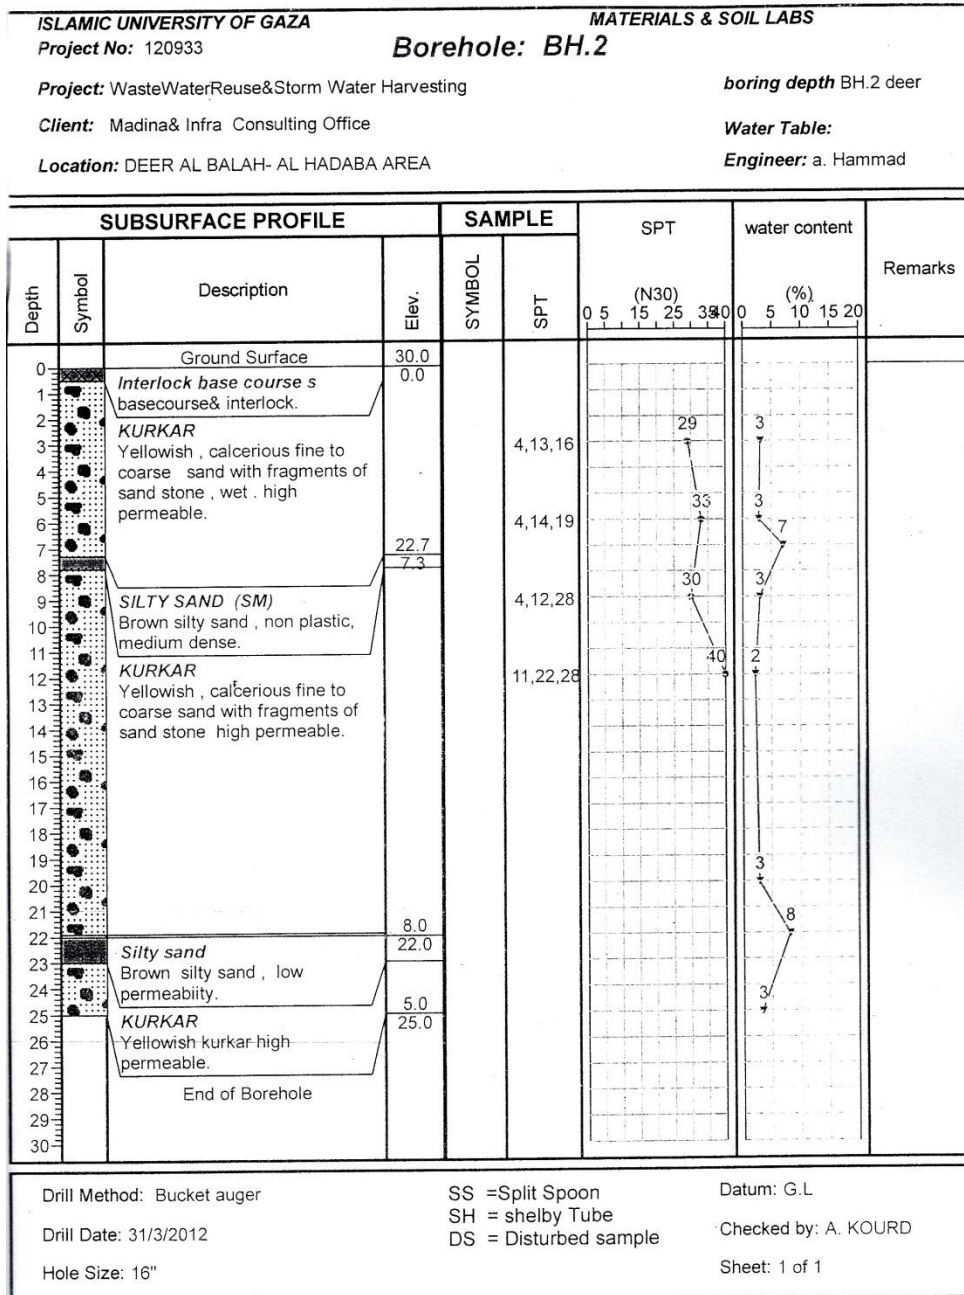 ISLAMIC UNIVERSITY OF GAZA
MATERIALS & SOIL LABS
Project No: 120933
Borehole: BH.2
Project: WasteWaterReuse&Storm Water Harvesting
boring depth BH.2 deer
Client: Madina& Infra Consulting Office
Water Table:
Location: DEER AL BALAH- AL HADABA AREA
Engineer: a. Hammad
SUBSURFACE PROFILE
SAMPLE
SPT
water content
Depth
Symbol
Description
Elev.
SYMBOL
SPT
(N30)
(%)
Remarks
0 5 15 25 35 40
0 5 10 15 20
Ground Surface
30.0
0.0
Interlock base course s
basecourse& interlock.
KURKAR
Yellowish , calcerious fine to
coarse sand with fragments of
sand stone , wet . high
permeable.
22.7
7.3
SILTY SAND (SM)
Brown silty sand , non plastic,
medium dense.
KURKAR
Yellowish , calcerious fine to
coarse sand with fragments of
sand stone high permeable.
8.0
22.0
Silty sand
Brown silty sand , low
permeabiity.
5.0
25.0
KURKAR
Yellowish kurkar high
permeable.
End of Borehole
0
1
2
3
4
5
6
7
8
9
10
11
12
13
14
15
16
17
18
19
20
21
22
23
24
25
26
27
28
29
30
4,13,16
4,14,19
4,12,28
11,22,28
29
33
30
40
3
3
7
3
2
3
8
3
Drill Method: Bucket auger
Drill Date: 31/3/2012
Hole Size: 16"
SS =Split Spoon
SH = shelby Tube
DS = Disturbed sample
Datum: G.L
Checked by: A. KOURD
Sheet: 1 of 1